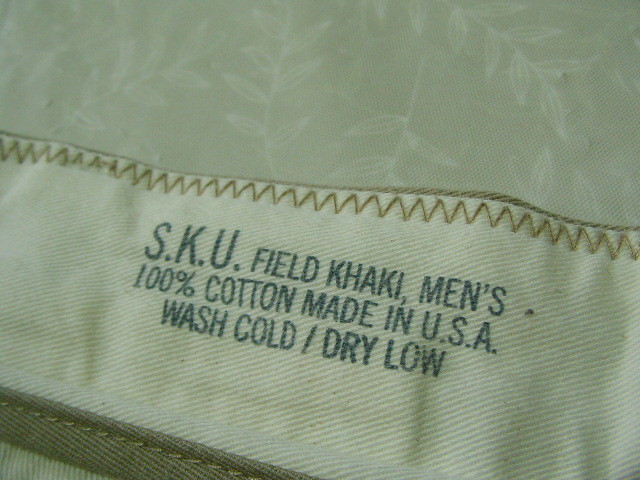 S.K.U. FIELD KHAKI, MEN'S
100% COTTON MADE IN U.S.A.
WASH COLD / DRY LOW